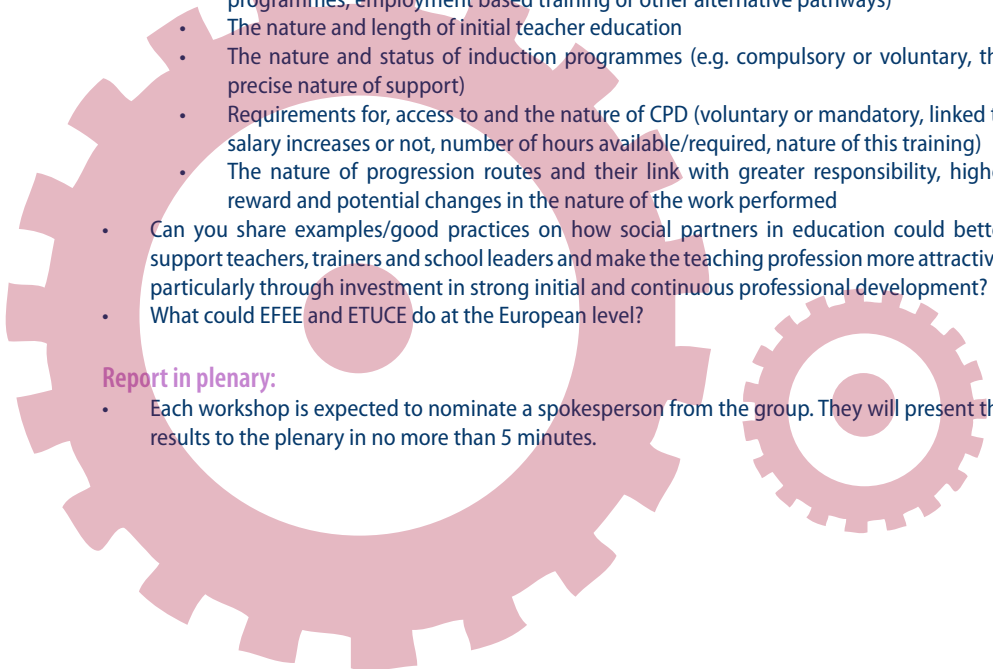 programmes, employment based training or other alternative pathways)
• The nature and length of initial teacher education
• The nature and status of induction programmes (e.g. compulsory or voluntary, th
precise nature of support)
• Requirements for, access to and the nature of CPD (voluntary or mandatory, linked t
salary increases or not, number of hours available/required, nature of this training)
• The nature of progression routes and their link with greater responsibility, highe
reward and potential changes in the nature of the work performed
• Can you share examples/good practices on how social partners in education could bette
support teachers, trainers and school leaders and make the teaching profession more attractiv
particularly through investment in strong initial and continuous professional development?
• What could EFEE and ETUCE do at the European level?
Report in plenary:
• Each workshop is expected to nominate a spokesperson from the group. They will present th
results to the plenary in no more than 5 minutes.